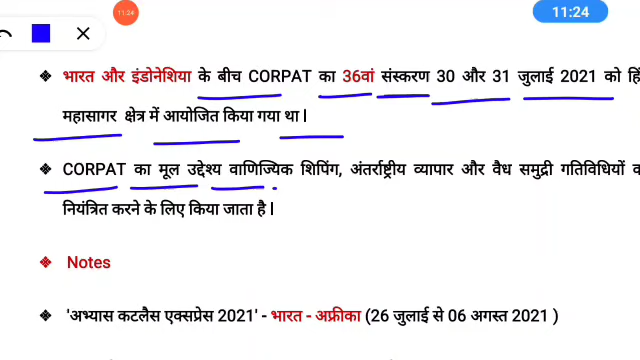 11:24
11:24
❖ भारत और इंडोनेशिया के बीच CORPAT का 36वां संस्करण 30 और 31 जुलाई 2021 को
महासागर क्षेत्र में आयोजित किया गया था।
❖ CORPAT का मूल उद्देश्य वाणिज्यिक शिपिंग, अंतर्राष्ट्रीय व्यापार और वैध समुद्री गतिविधियों
नियंत्रित करने के लिए किया जाता है।
❖ Notes
❖ 'अभ्यास कटलैस एक्सप्रेस 2021' - भारत - अफ्रीका (26 जुलाई से 06 अगस्त 2021 )